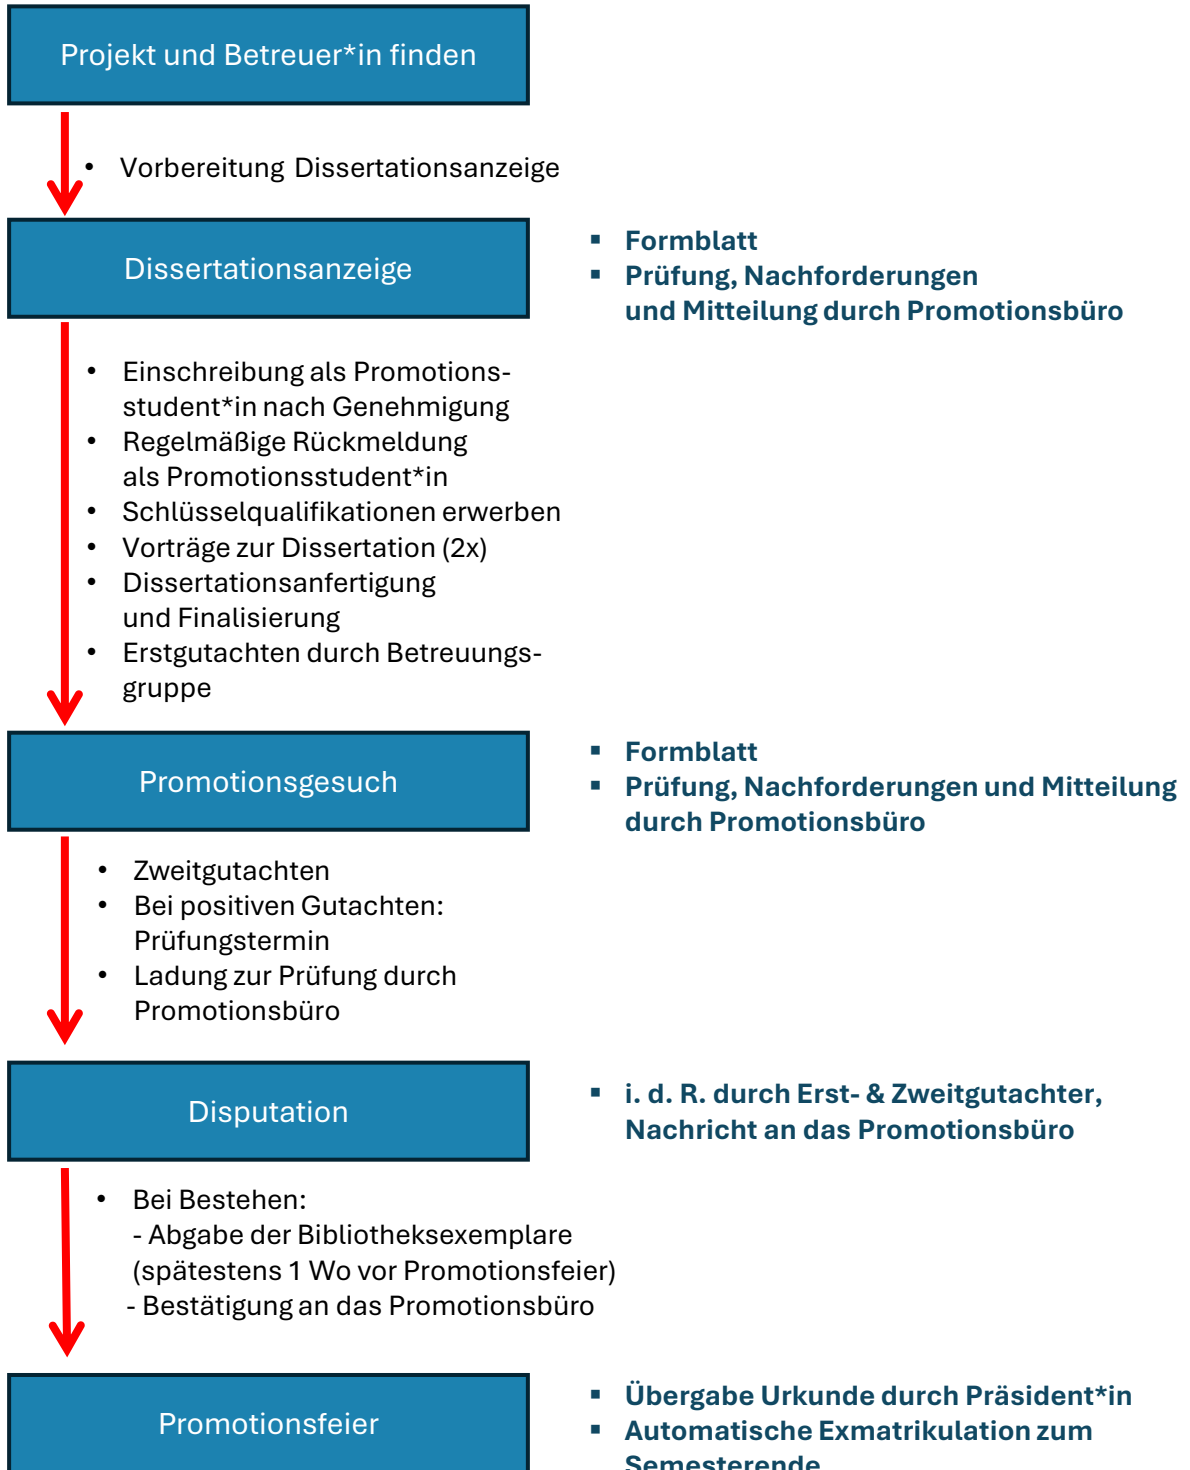 Projekt und Betreuer*in finden
• Vorbereitung Dissertationsanzeige
Dissertationsanzeige
▪ Formblatt
▪ Prüfung, Nachforderungen
und Mitteilung durch Promotionsbüro
• Einschreibung als Promotions-
student*in nach Genehmigung
• Regelmäßige Rückmeldung
als Promotionsstudent*in
• Schlüsselqualifikationen erwerben
• Vorträge zur Dissertation (2x)
• Dissertationsanfertigung
und Finalisierung
• Erstgutachten durch Betreuungs-
gruppe
Promotionsgesuch
▪ Formblatt
▪ Prüfung, Nachforderungen und Mitteilung
durch Promotionsbüro
• Zweitgutachten
• Bei positiven Gutachten:
Prüfungstermin
• Ladung zur Prüfung durch
Promotionsbüro
Disputation
▪ i. d. R. durch Erst- & Zweitgutachter,
Nachricht an das Promotionsbüro
• Bei Bestehen:
- Abgabe der Bibliotheksexemplare
(spätestens 1 Wo vor Promotionsfeier)
- Bestätigung an das Promotionsbüro
Promotionsfeier
▪ Übergabe Urkunde durch Präsident*in
▪ Automatische Exmatrikulation zum
Semesterende